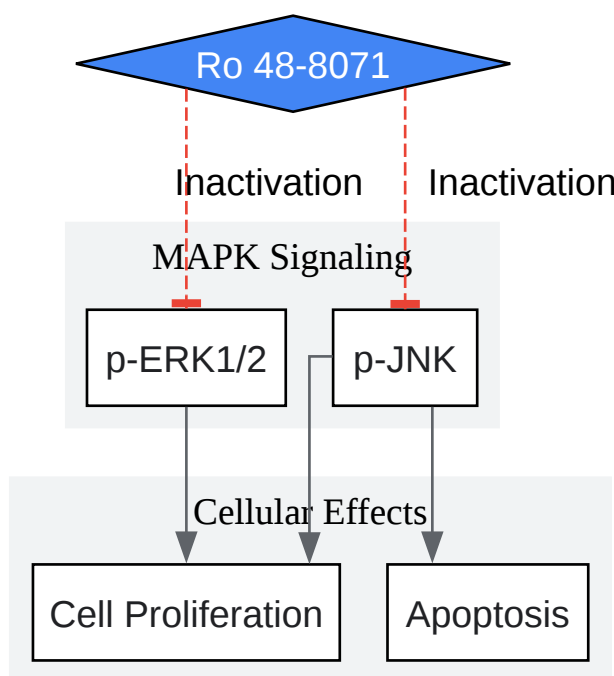 Ro 48-8071
Inactivation
Inactivation
MAPK Signaling
p-ERK1/2
p-JNK
Cellular Effects
Cell Proliferation
Apoptosis